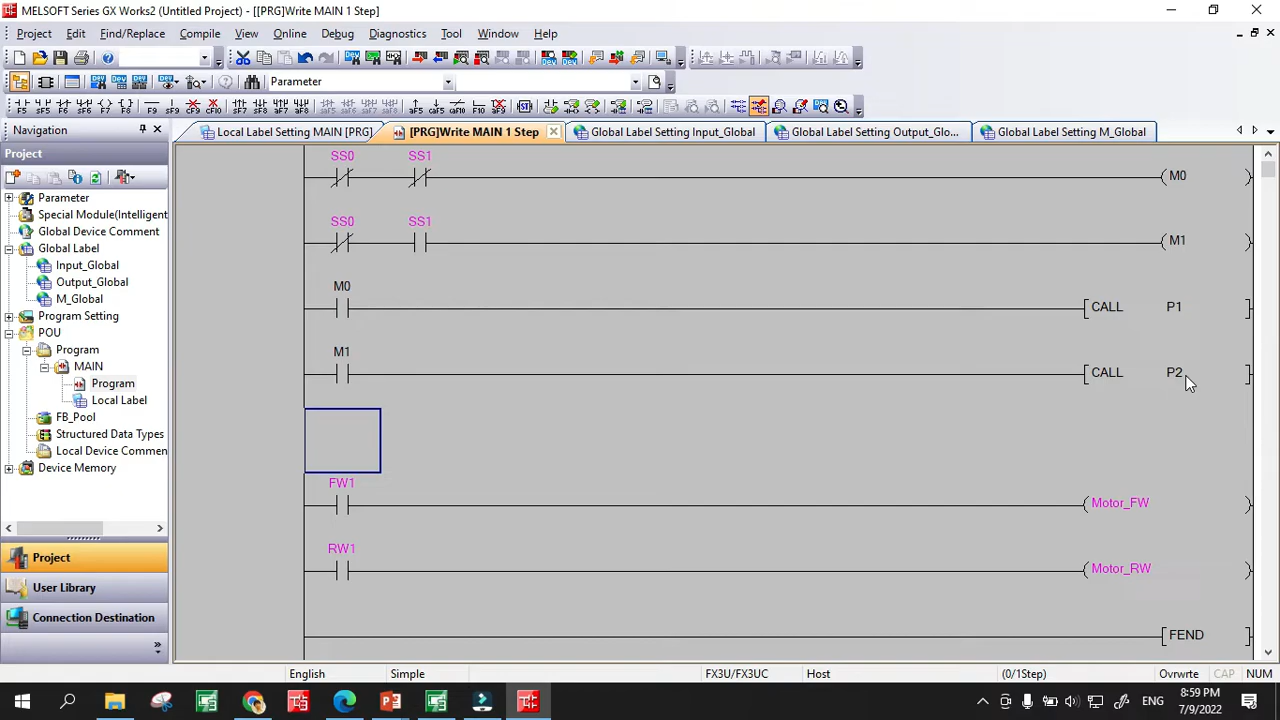 MELSOFT Series GX Works2 (Untitled Project) - [[PRG]Write MAIN 1 Step]
Project Edit Find/Replace Compile View Online Debug Diagnostics Tool Window Help
Parameter
Navigation
Local Label Setting MAIN [PRG]
[PRG]Write MAIN 1 Step
Global Label Setting Input_Global
Global Label Setting Output_Glo...
Global Label Setting M_Global
Project
Parameter
Special Module(Intelligent
Global Device Comment
Global Label
Input_Global
Output_Global
M_Global
Program Setting
POU
Program
MAIN
Program
Local Label
FB_Pool
Structured Data Types
Local Device Commen
Device Memory
Project
User Library
Connection Destination
SS0 SS1
M0
SS0 SS1
M1
M0
CALL P1
M1
CALL P2
FW1
Motor_FW
RW1
Motor_RW
FEND
English Simple FX3U/FX3UC Host (0/1Step) Ovrwrte CAP NUM
ENG
8:59 PM
7/9/2022